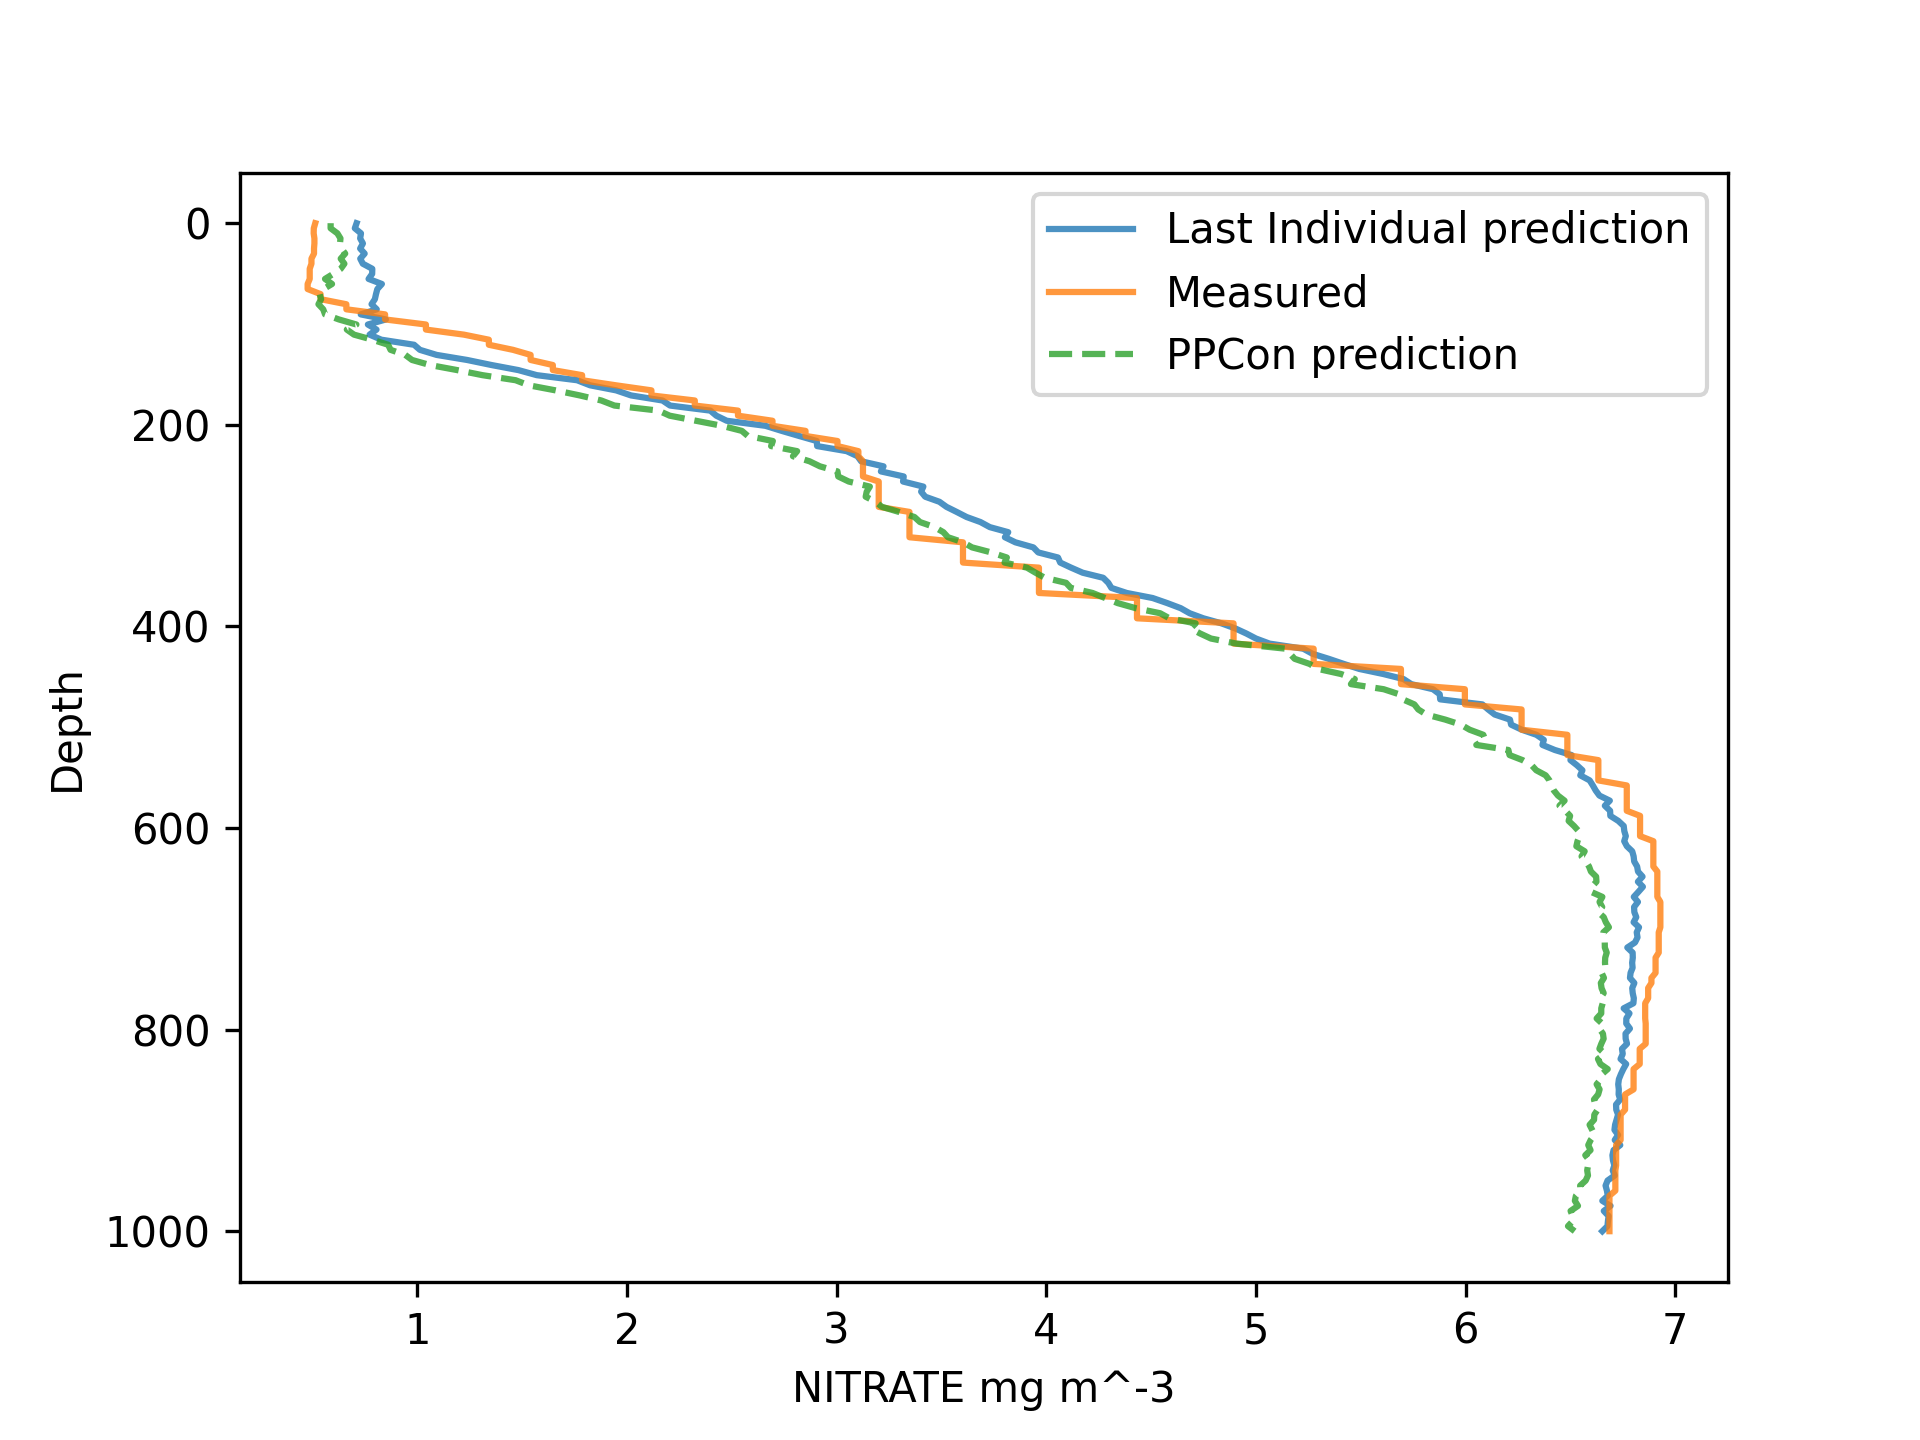 Last Individual prediction
Measured
PPCon prediction
0
200
400
600
800
1000
Depth
1 2 3 4 5 6 7
NITRATE mg m^-3